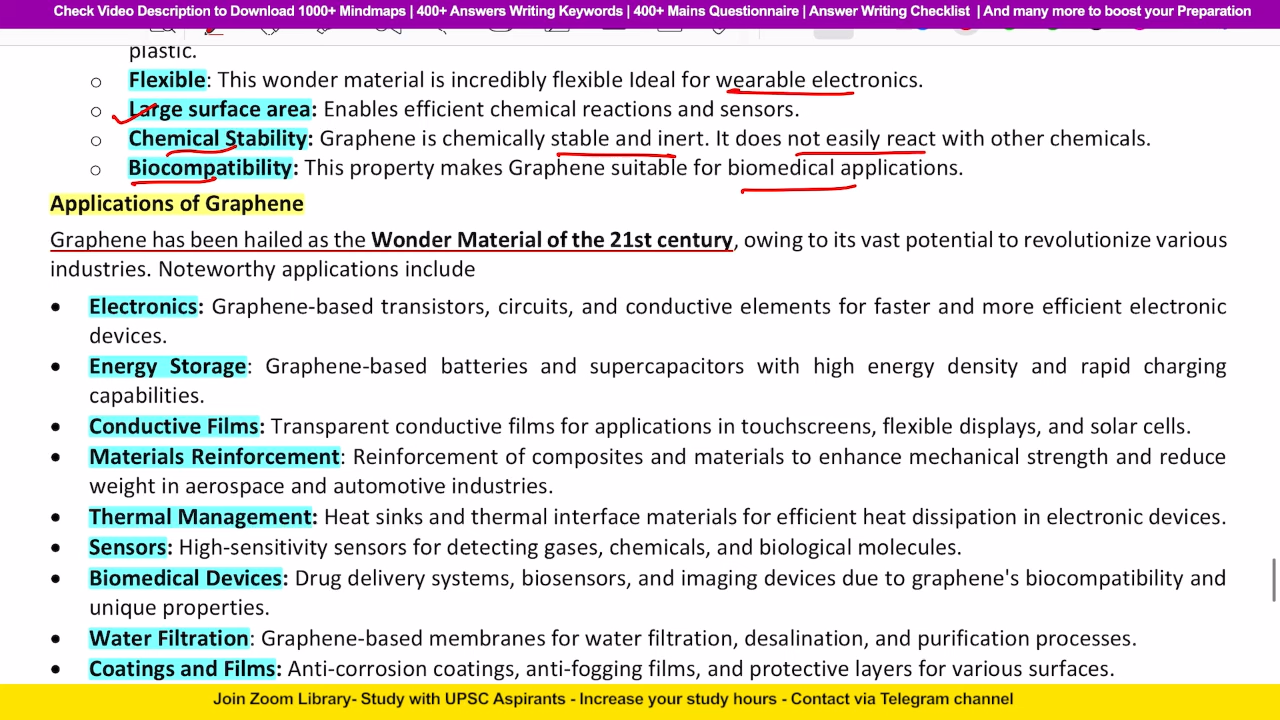 Check Video Description to Download 1000+ Mindmaps | 400+ Answers Writing Keywords | 400+ Mains Questionnaire | Answer Writing Checklist | And many more to boost your Preparation
plastic.
o Flexible: This wonder material is incredibly flexible Ideal for wearable electronics.
o Large surface area: Enables efficient chemical reactions and sensors.
o Chemical Stability: Graphene is chemically stable and inert. It does not easily react with other chemicals.
o Biocompatibility: This property makes Graphene suitable for biomedical applications.
Applications of Graphene
Graphene has been hailed as the Wonder Material of the 21st century, owing to its vast potential to revolutionize various
industries. Noteworthy applications include
• Electronics: Graphene-based transistors, circuits, and conductive elements for faster and more efficient electronic
devices.
• Energy Storage: Graphene-based batteries and supercapacitors with high energy density and rapid charging
capabilities.
• Conductive Films: Transparent conductive films for applications in touchscreens, flexible displays, and solar cells.
• Materials Reinforcement: Reinforcement of composites and materials to enhance mechanical strength and reduce
weight in aerospace and automotive industries.
• Thermal Management: Heat sinks and thermal interface materials for efficient heat dissipation in electronic devices.
• Sensors: High-sensitivity sensors for detecting gases, chemicals, and biological molecules.
• Biomedical Devices: Drug delivery systems, biosensors, and imaging devices due to graphene's biocompatibility and
unique properties.
• Water Filtration: Graphene-based membranes for water filtration, desalination, and purification processes.
• Coatings and Films: Anti-corrosion coatings, anti-fogging films, and protective layers for various surfaces.
Join Zoom Library- Study with UPSC Aspirants - Increase your study hours - Contact via Telegram channel